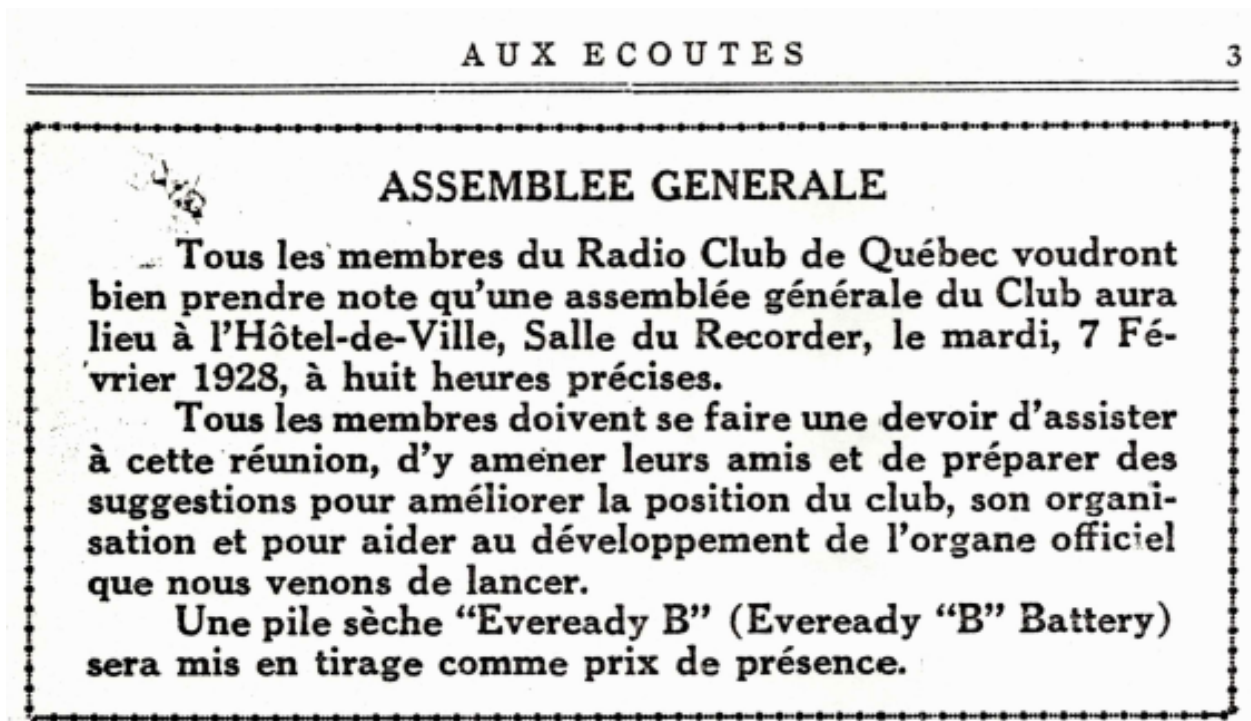 AUX ECOUTES 3
ASSEMBLEE GENERALE
Tous les membres du Radio Club de Québec voudront
bien prendre note qu'une assemblée générale du Club aura
lieu à l'Hôtel-de-Ville, Salle du Recorder, le mardi, 7 Fé-
vrier 1928, à huit heures précises.
Tous les membres doivent se faire une devoir d'assister
à cette réunion, d'y amener leurs amis et de préparer des
suggestions pour améliorer la position du club, son organi-
sation et pour aider au développement de l'organe officiel
que nous venons de lancer.
Une pile sèche “Eveready B” (Eveready “B” Battery)
sera mis en tirage comme prix de présence.